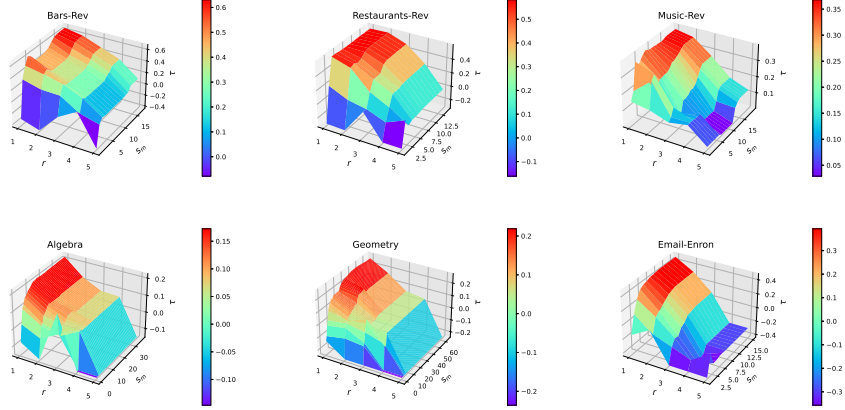 Bars-Rev
1 2 3 4 5
r
5 10 15
Sm
−0.4 −0.2 0.0 0.2 0.4 0.6
τ
0.6
0.5
0.4
0.3
0.2
0.1
0.0
Restaurants-Rev
1 2 3 4 5
r
2.5 5.0 7.5 10.0 12.5
Sm
−0.2 0.0 0.2 0.4
τ
0.5
0.4
0.3
0.2
0.1
0.0
−0.1
Music-Rev
1 2 3 4 5
r
5 10 15
Sm
0.1 0.2 0.3
τ
0.35
0.30
0.25
0.20
0.15
0.10
0.05
Algebra
1 2 3 4 5
r
0 10 20 30
Sm
−0.1 0.0 0.1 0.2
τ
0.15
0.10
0.05
0.00
−0.05
−0.10
Geometry
1 2 3 4 5
r
0 10 20 30 40 50 60
Sm
−0.2 −0.1 0.0 0.1 0.2
τ
0.2
0.1
0.0
−0.1
−0.2
Email-Enron
1 2 3 4 5
r
2.5 5.0 7.5 10.0 12.5 15.0
Sm
−0.4 −0.2 0.0 0.2 0.4
τ
0.3
0.2
0.1
0.0
−0.1
−0.2
−0.3